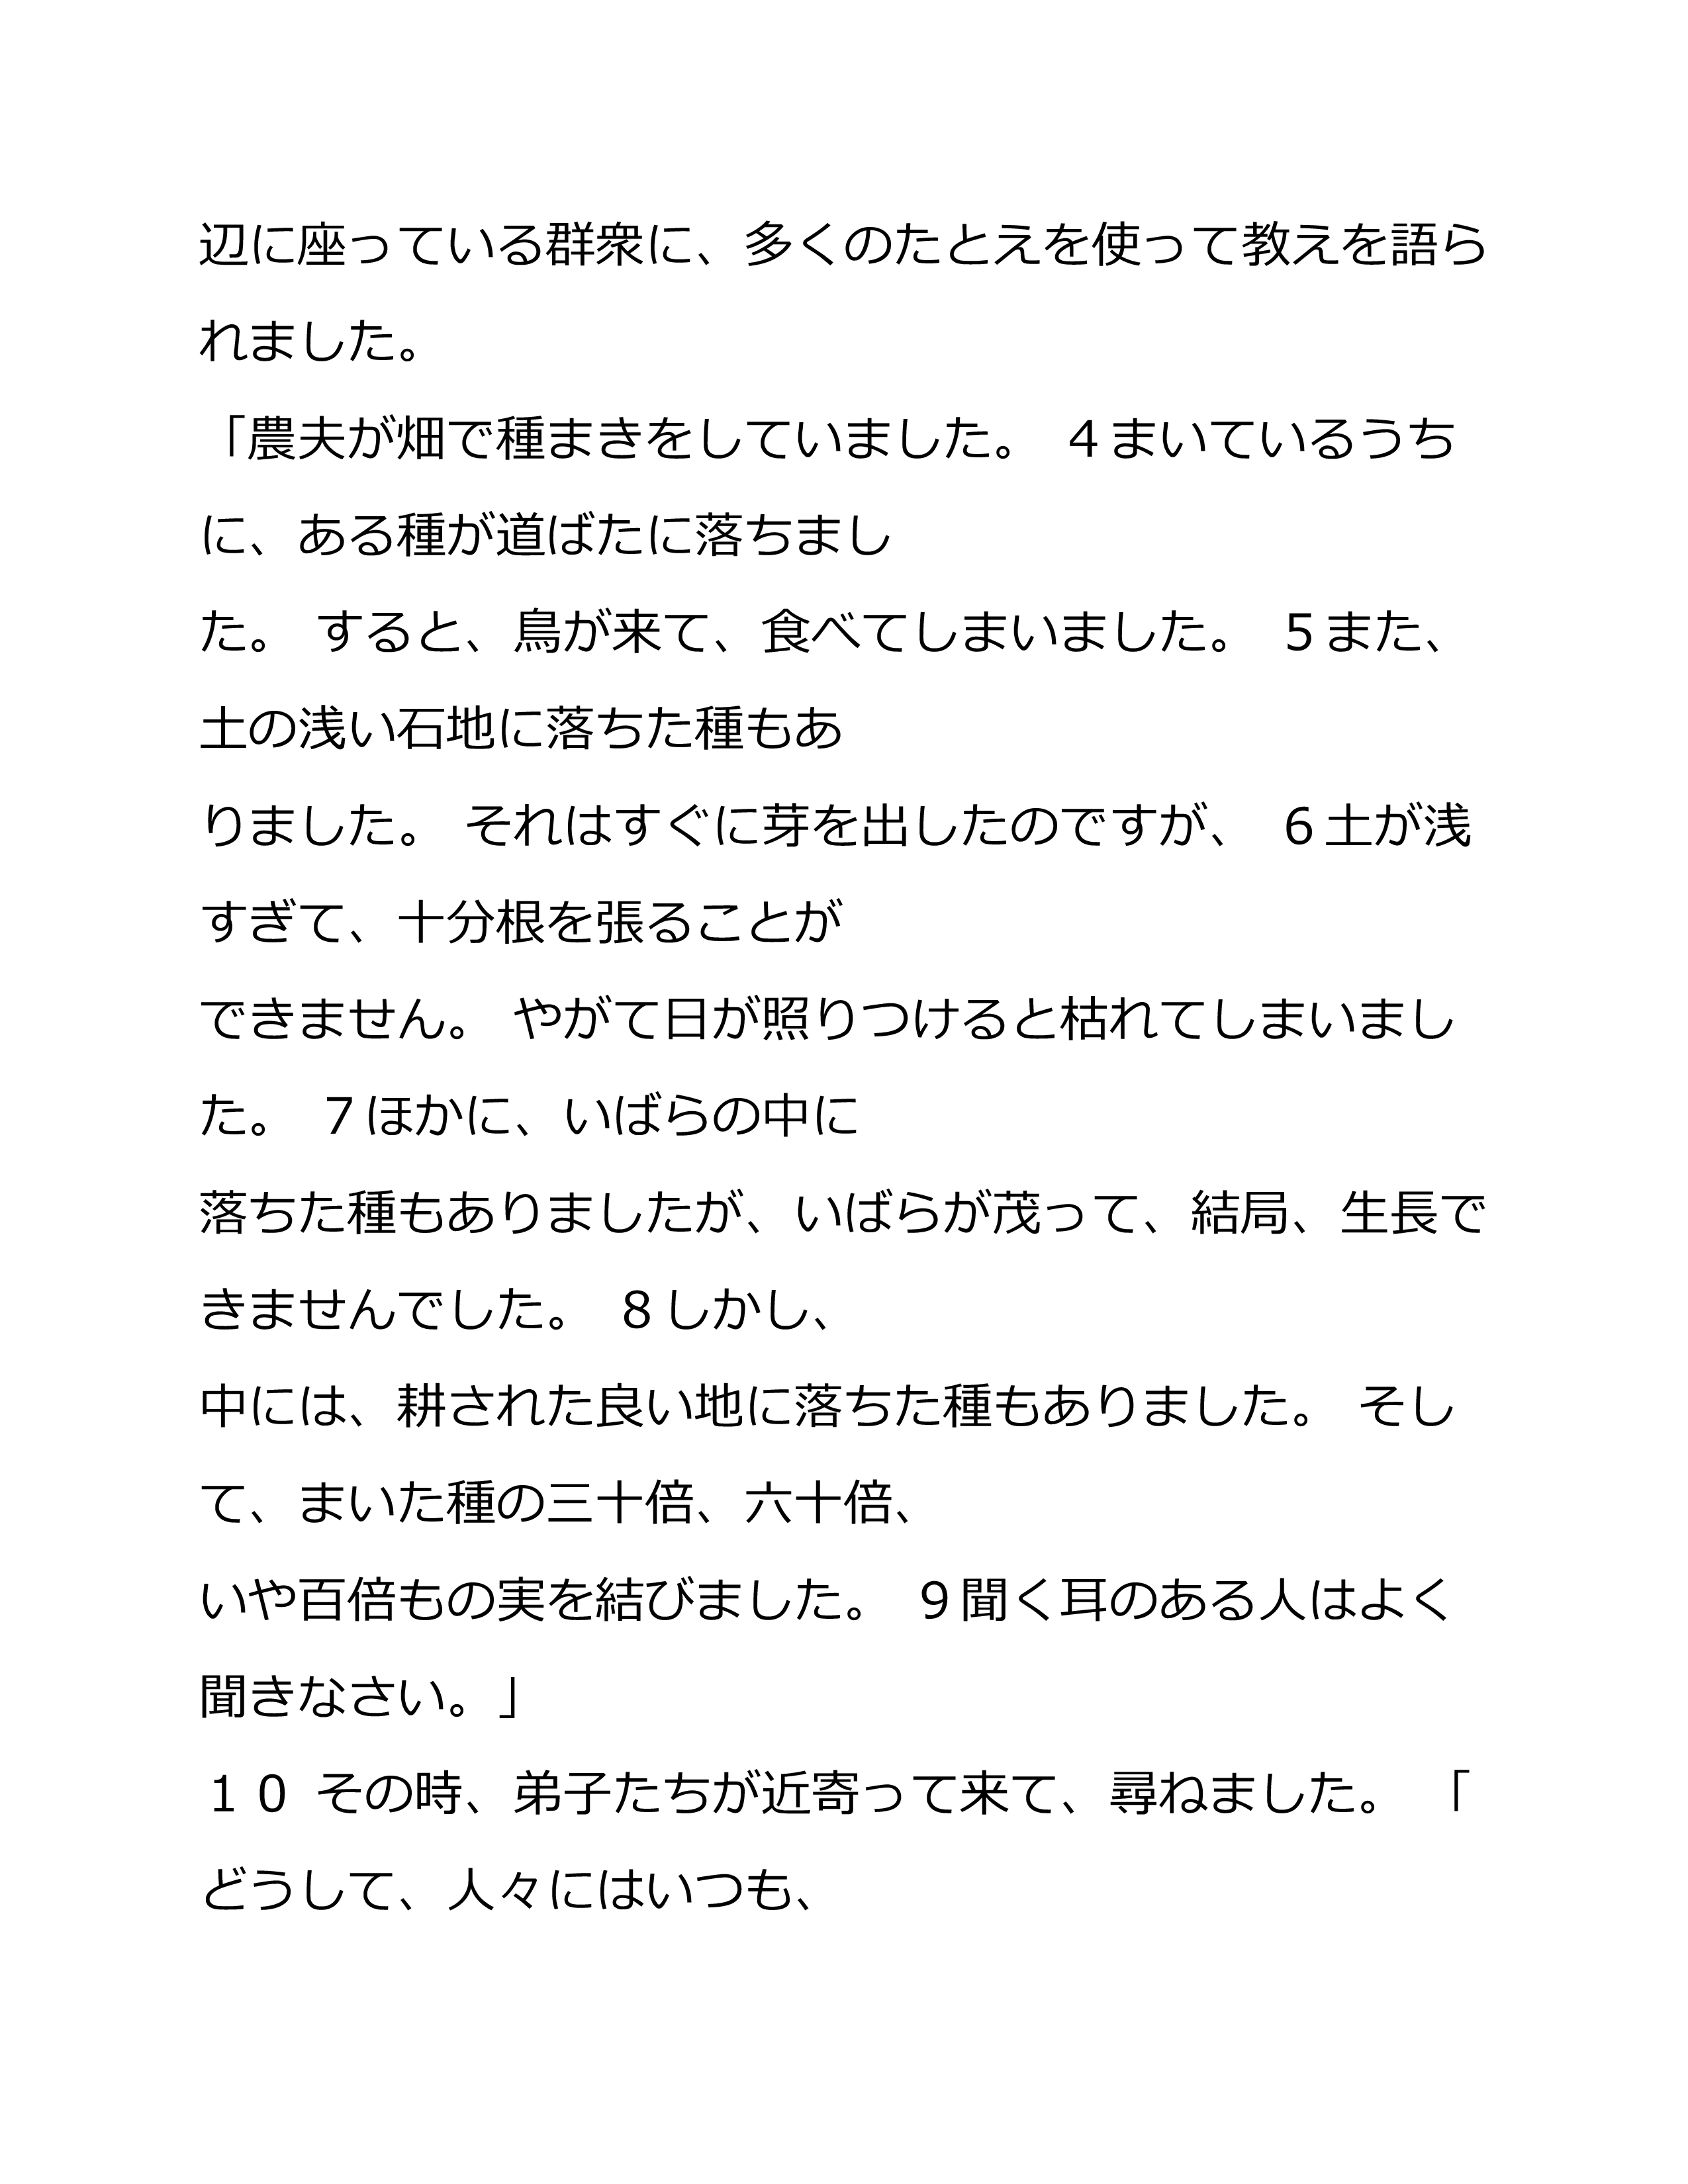 辺に座っている群衆に、多くのたとえを使って教えを語ら
れました。
「農夫が畑で種まきをしていました。 ４まいているうち
に、ある種が道ばたに落ちまし
た。 すると、鳥が来て、食べてしまいました。 ５また、
土の浅い石地に落ちた種もあ
りました。 それはすぐに芽を出したのですが、 ６土が浅
すぎて、十分根を張ることが
できません。 やがて日が照りつけると枯れてしまいまし
た。 ７ほかに、いばらの中に
落ちた種もありましたが、いばらが茂って、結局、生長で
きませんでした。 ８しかし、
中には、耕された良い地に落ちた種もありました。 そし
て、まいた種の三十倍、六十倍、
いや百倍もの実を結びました。 ９聞く耳のある人はよく
聞きなさい。」
１０ その時、弟子たちが近寄って来て、尋ねました。 「
どうして、人々にはいつも、